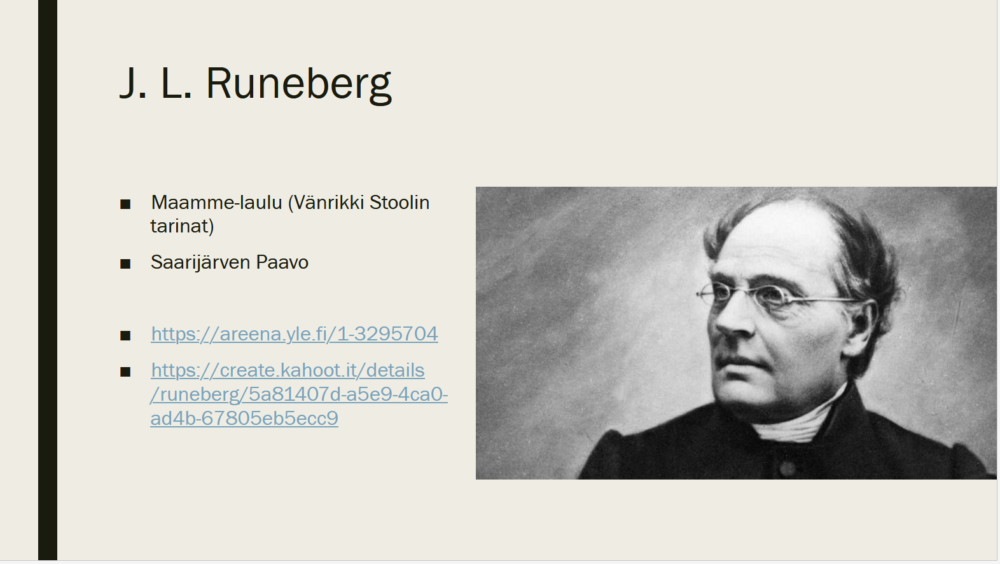 J. L. Runeberg
■ Maamme-laulu (Vänrikki Stoolin
tarinat)
■ Saarijärven Paavo
■ https://areena.yle.fi/1-3295704
■ https://create.kahoot.it/details
/runeberg/5a81407d-a5e9-4ca0-
ad4b-67805eb5ecc9